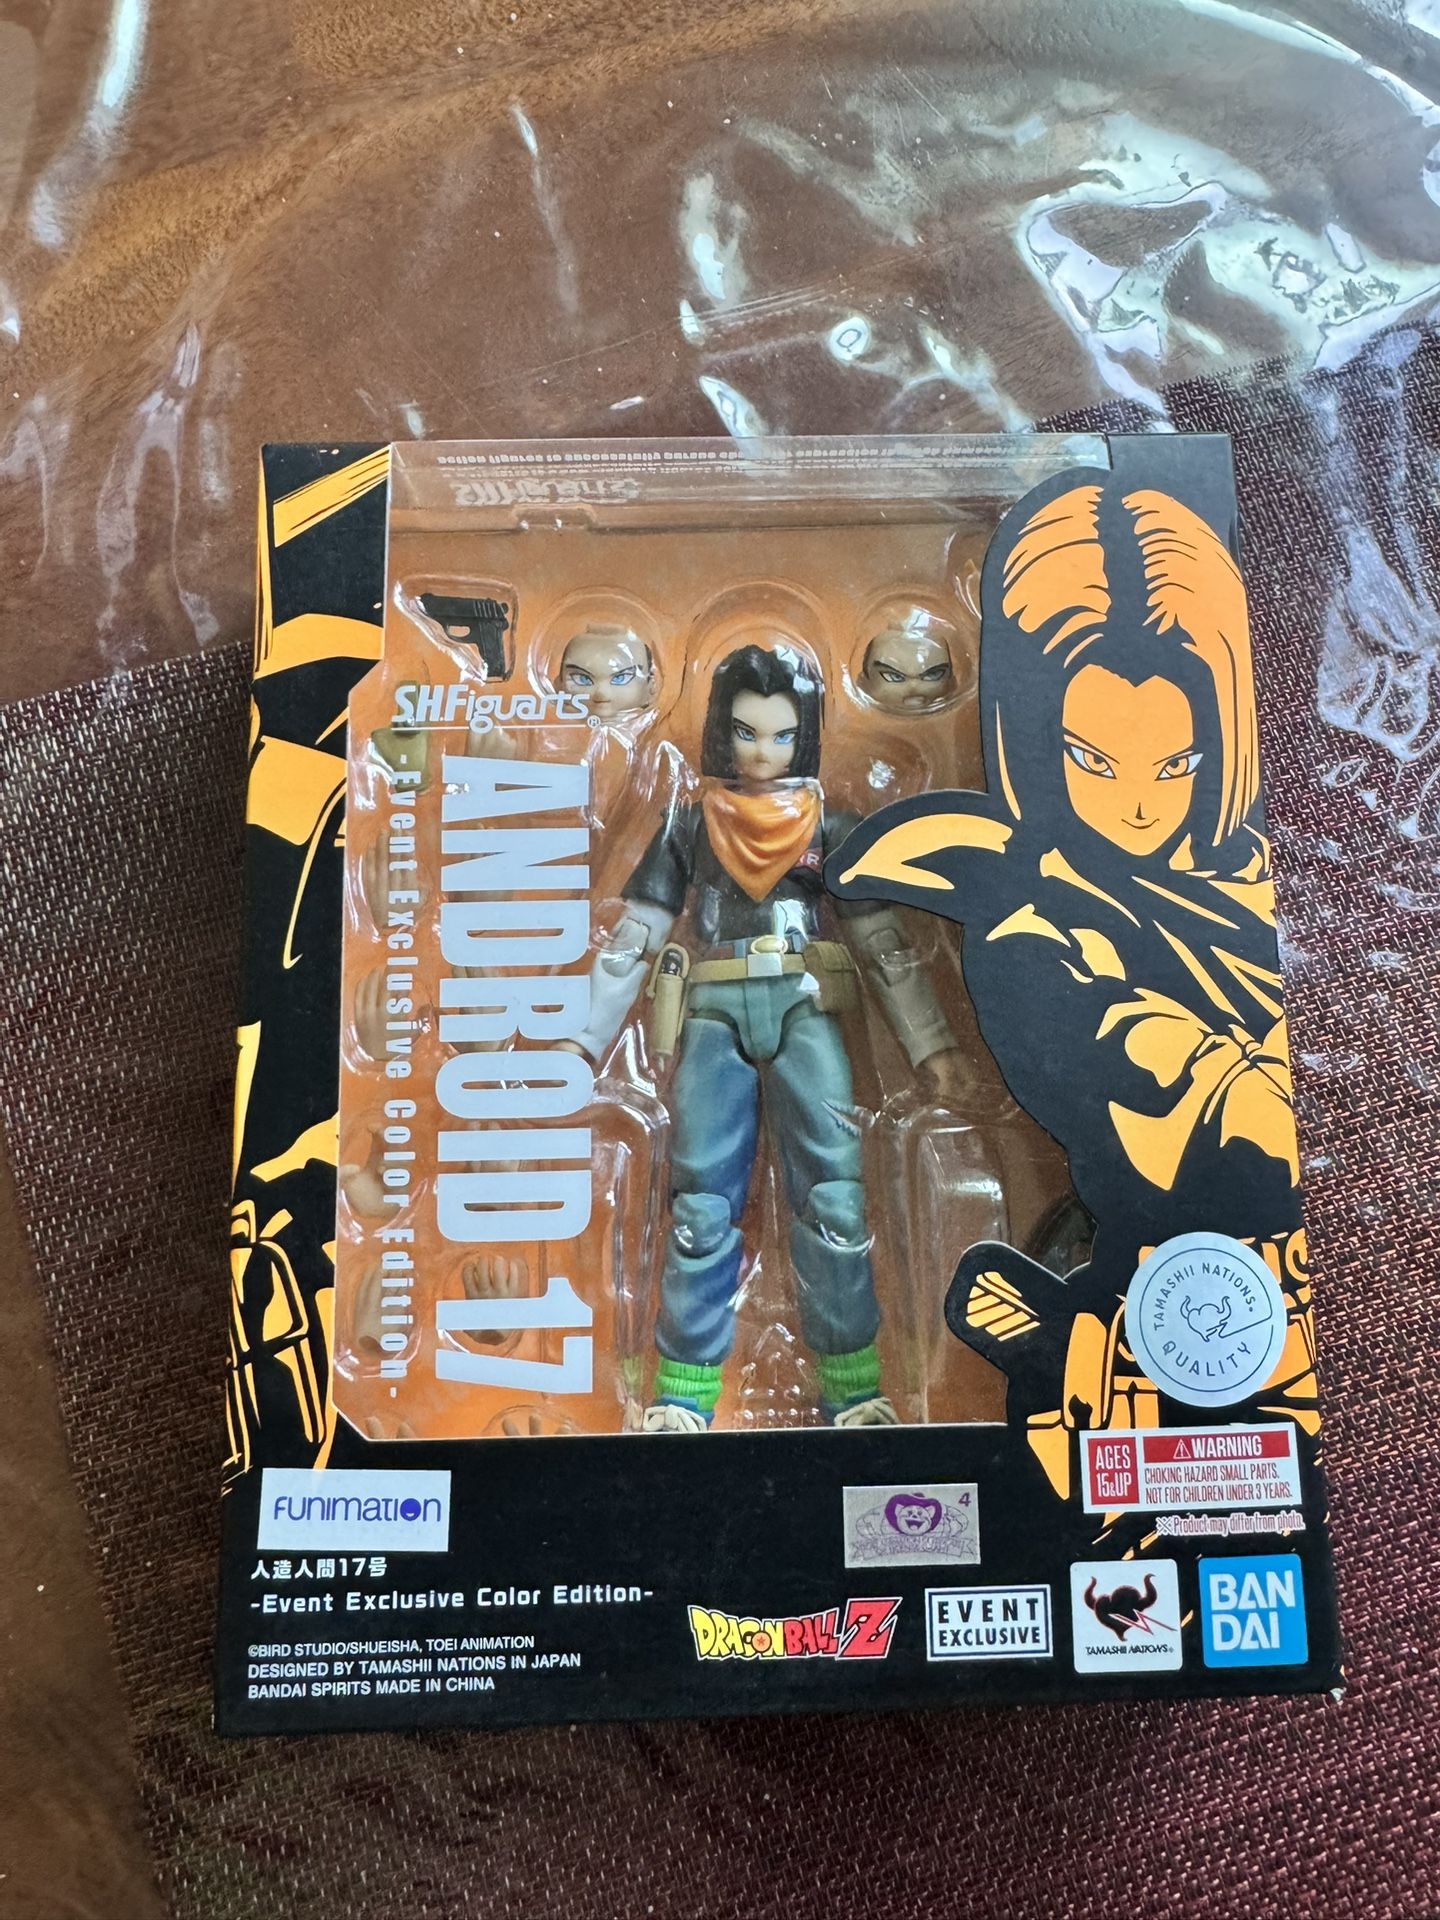 S.H.Figuarts®
ANDROID 17
-Event Exclusive Color Edition-
TAMASHII NATIONS®
QUALITY
AGES
15&UP
⚠WARNING
CHOKING HAZARD SMALL PARTS.
NOT FOR CHILDREN UNDER 3 YEARS.
※Product may differ from photo.
FUNIMATION
4
人造人間17号
-Event Exclusive Color Edition-
DRAGONBALL Z
EVENT
EXCLUSIVE
TAMASHII NATIONS®
BAN
DAI
©BIRD STUDIO/SHUEISHA, TOEI ANIMATION
DESIGNED BY TAMASHII NATIONS IN JAPAN
BANDAI SPIRITS MADE IN CHINA